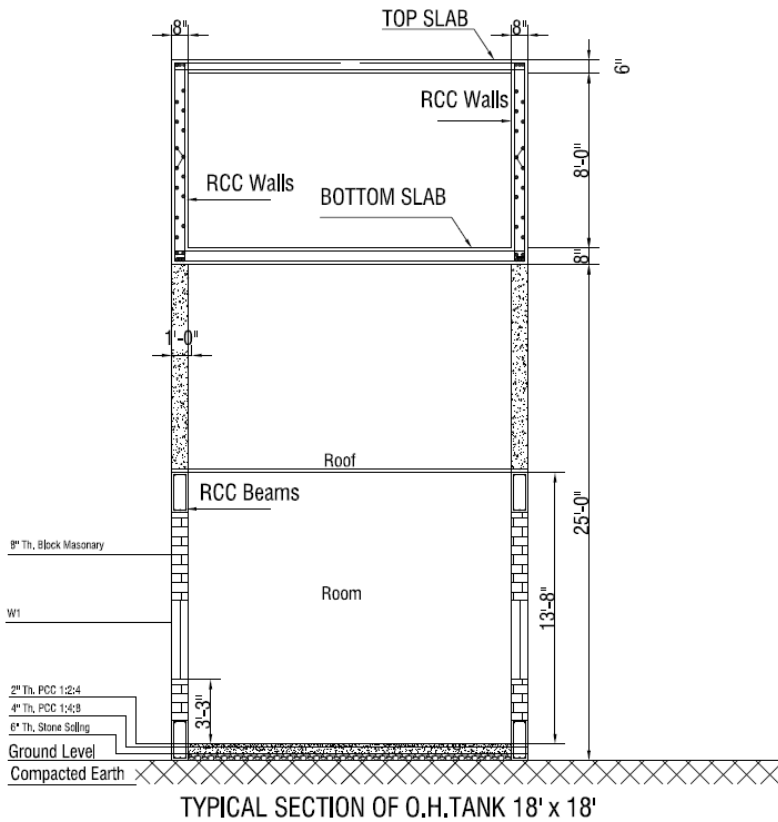 8"
8"
TOP SLAB
6"
RCC Walls
8'-0"
RCC Walls
BOTTOM SLAB
8"
1'-0"
Roof
RCC Beams
25'-0"
8" Th. Block Masonary
Room
13'-8"
W1
2" Th. PCC 1:2:4
4" Th. PCC 1:4:8
3'-3"
6" Th. Stone Soling
Ground Level
Compacted Earth
TYPICAL SECTION OF O.H.TANK 18' x 18'